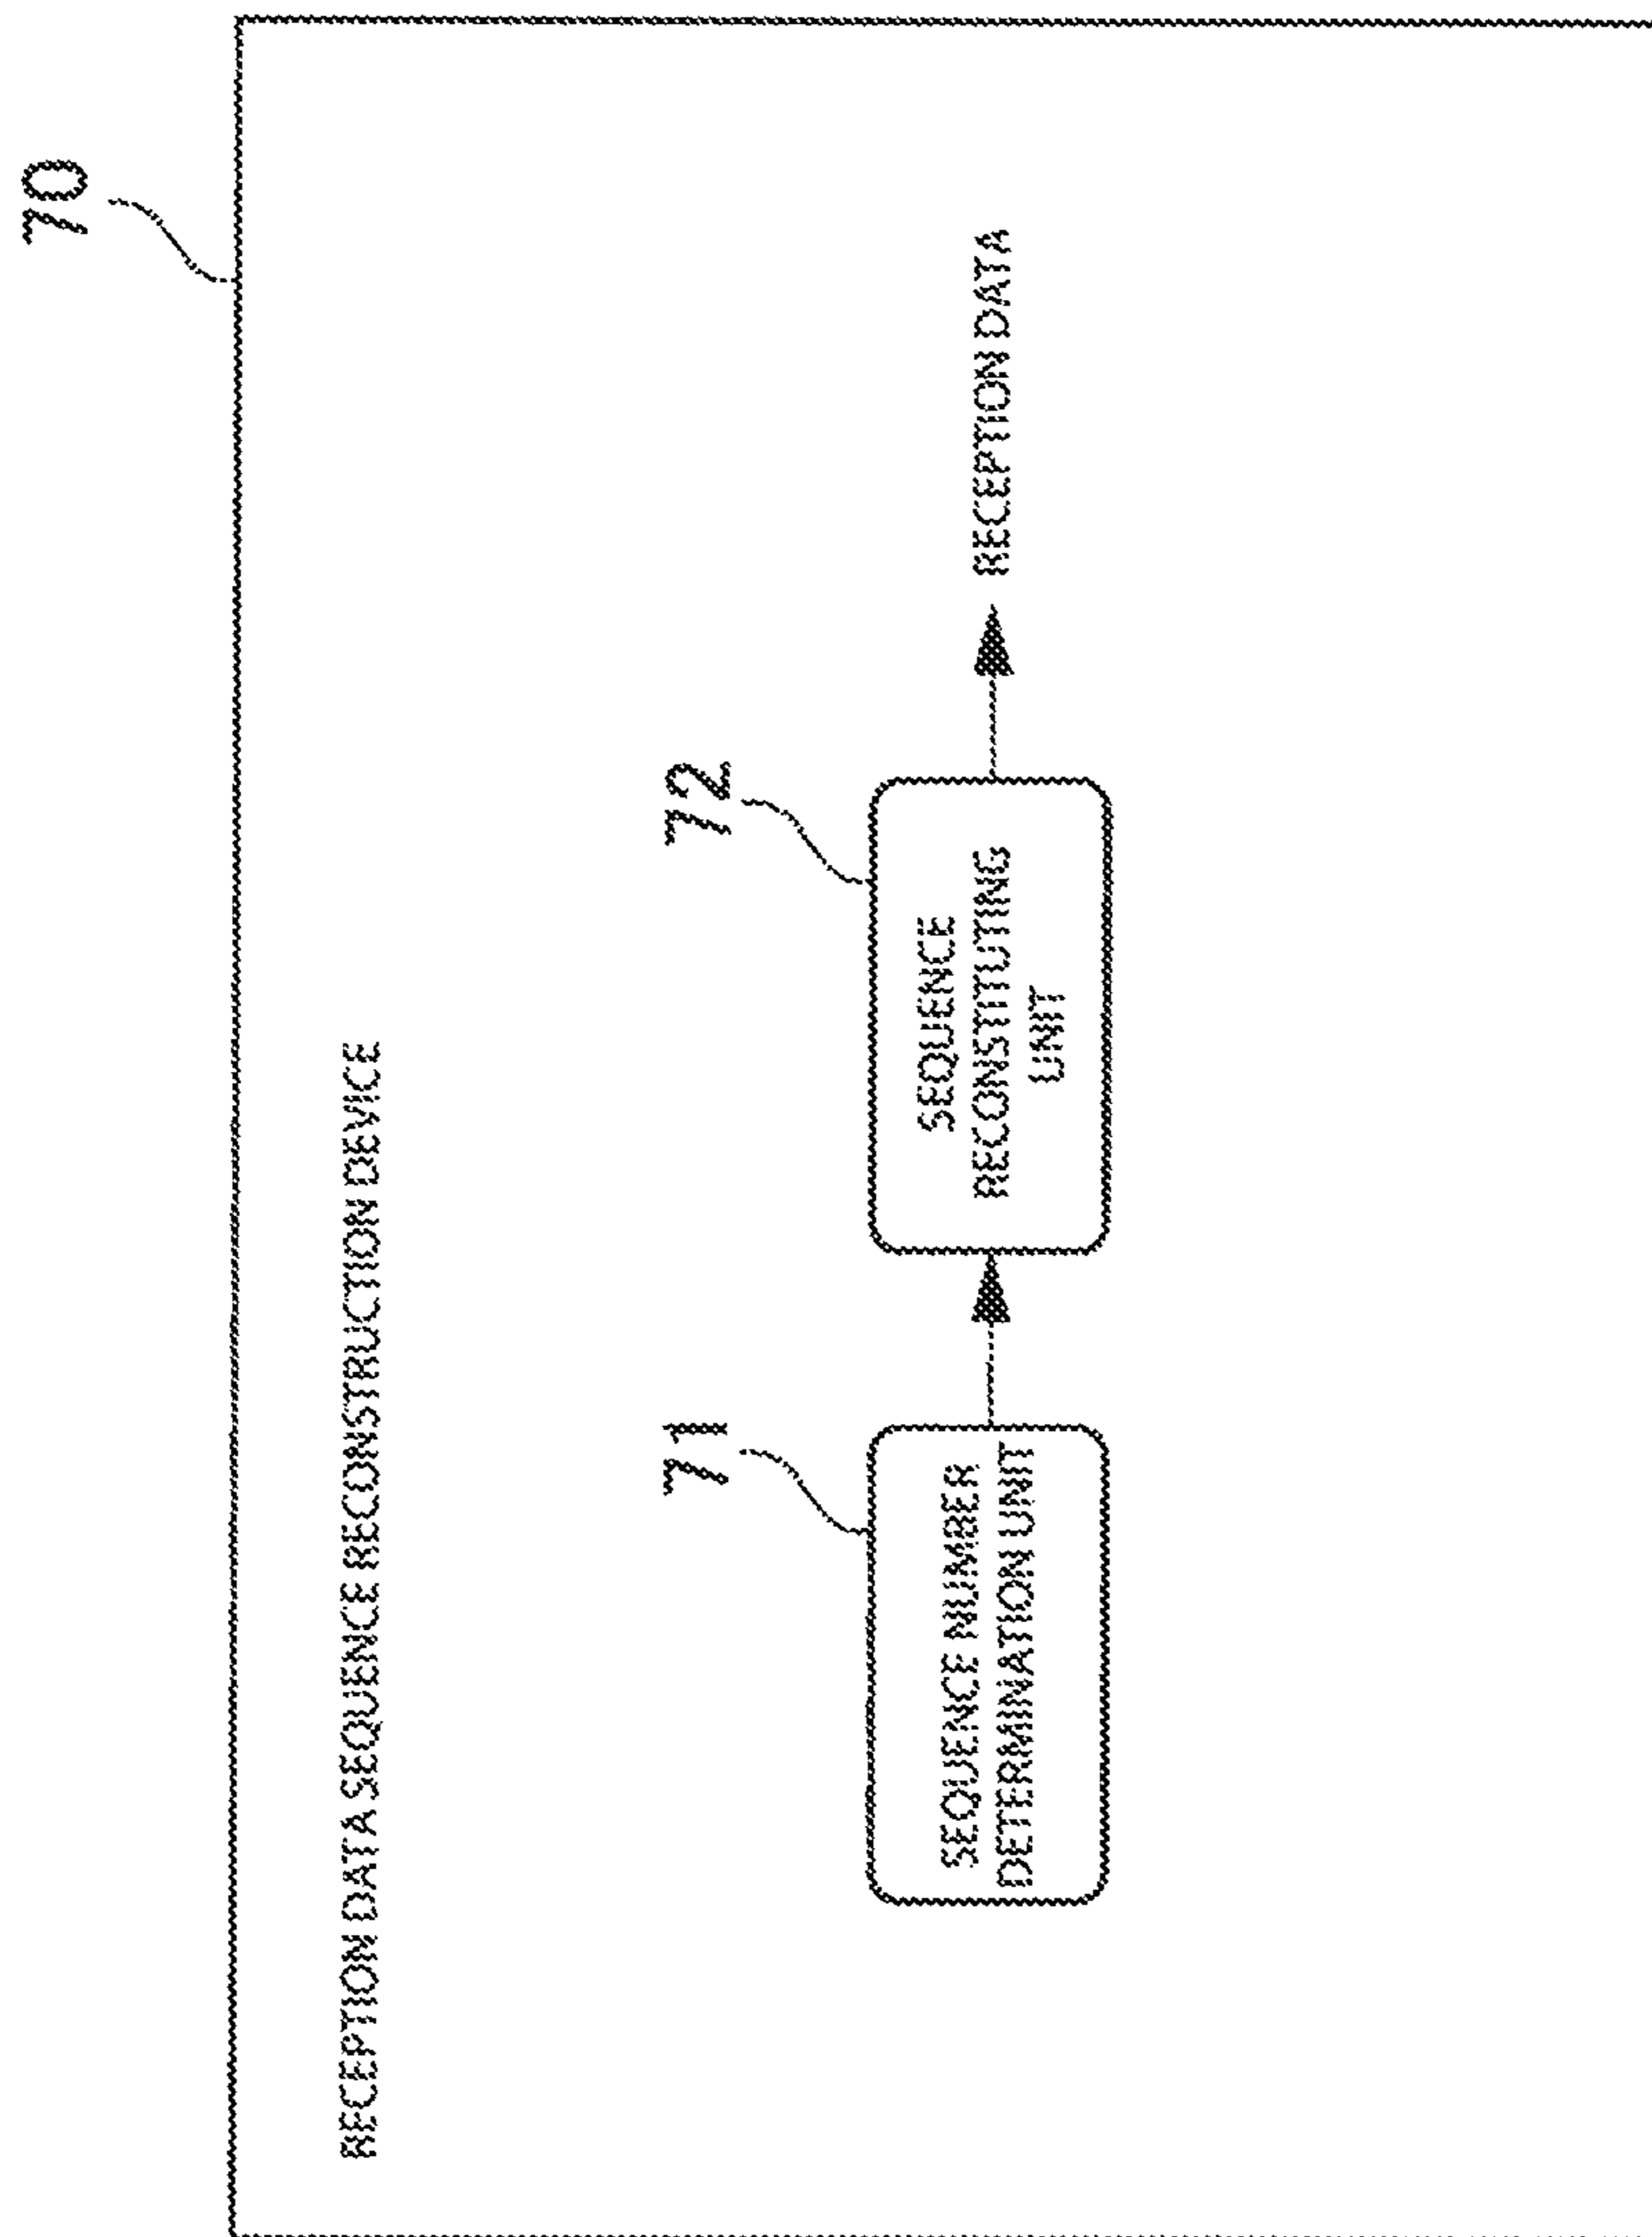 70
RECEPTION DATA SEQUENCE RECONSTRUCTION DEVICE
71
SEQUENCE NUMBER
DETERMINATION UNIT
72
SEQUENCE
RECONSTITUTING
UNIT
RECEPTION DATA